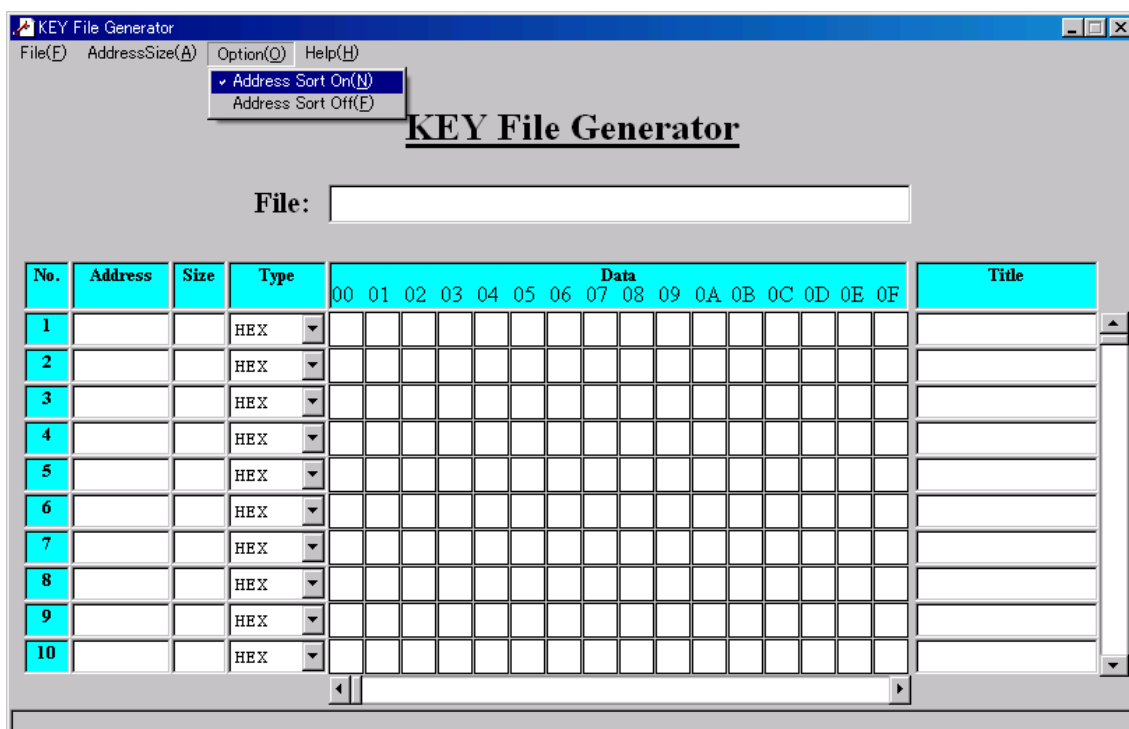 KEY File Generator
File(F) AddressSize(A) Option(O) Help(H)
Address Sort On(N)
Address Sort Off(F)
KEY File Generator
File:
No. Address Size Type Data Title
00 01 02 03 04 05 06 07 08 09 0A 0B 0C 0D 0E 0F
1 HEX
2 HEX
3 HEX
4 HEX
5 HEX
6 HEX
7 HEX
8 HEX
9 HEX
10 HEX